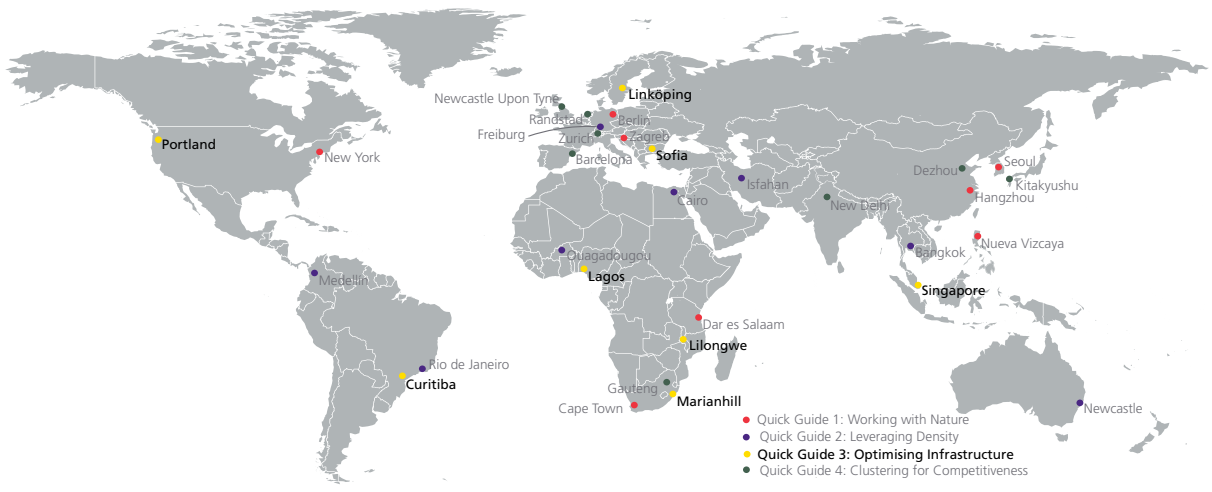 Linköping
Newcastle Upon Tyne
Randstad
Berlin
Freiburg
Zurich
Zagreb
Portland
Sofia
New York
Barcelona
Seoul
Dezhou
Isfahan
Kitakyushu
Hangzhou
Cairo
New Delhi
Nueva Vizcaya
Bangkok
Ouagadougou
Lagos
Medellín
Singapore
Dar es Salaam
Lilongwe
Rio de Janeiro
Curitiba
Gauteng
Marianhill
Cape Town
Newcastle
Quick Guide 1: Working with Nature
Quick Guide 2: Leveraging Density
Quick Guide 3: Optimising Infrastructure
Quick Guide 4: Clustering for Competitiveness